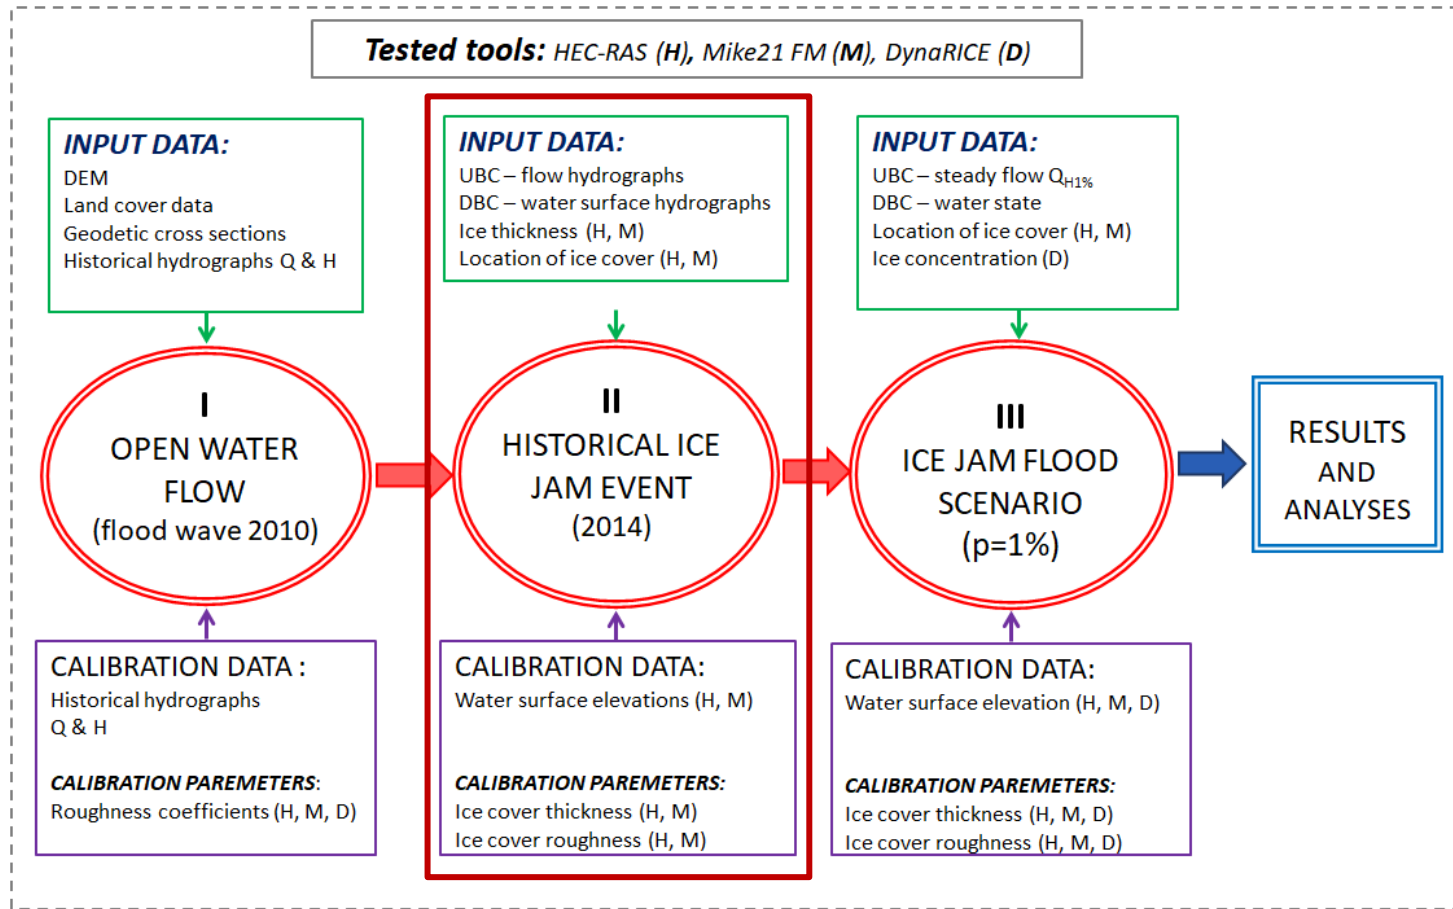 Tested tools: HEC-RAS (H), Mike21 FM (M), DynaRICE (D)
INPUT DATA:
DEM
Land cover data
Geodetic cross sections
Historical hydrographs Q & H
INPUT DATA:
UBC – flow hydrographs
DBC – water surface hydrographs
Ice thickness (H, M)
Location of ice cover (H, M)
INPUT DATA:
UBC – steady flow QH1%
DBC – water state
Location of ice cover (H, M)
Ice concentration (D)
I
OPEN WATER
FLOW
(flood wave 2010)
II
HISTORICAL ICE
JAM EVENT
(2014)
III
ICE JAM FLOOD
SCENARIO
(p=1%)
RESULTS
AND
ANALYSES
CALIBRATION DATA :
Historical hydrographs
Q & H
CALIBRATION PAREMETERS:
Roughness coefficients (H, M, D)
CALIBRATION DATA:
Water surface elevations (H, M)
CALIBRATION PAREMETERS:
Ice cover thickness (H, M)
Ice cover roughness (H, M)
CALIBRATION DATA:
Water surface elevation (H, M, D)
CALIBRATION PAREMETERS:
Ice cover thickness (H, M, D)
Ice cover roughness (H, M, D)